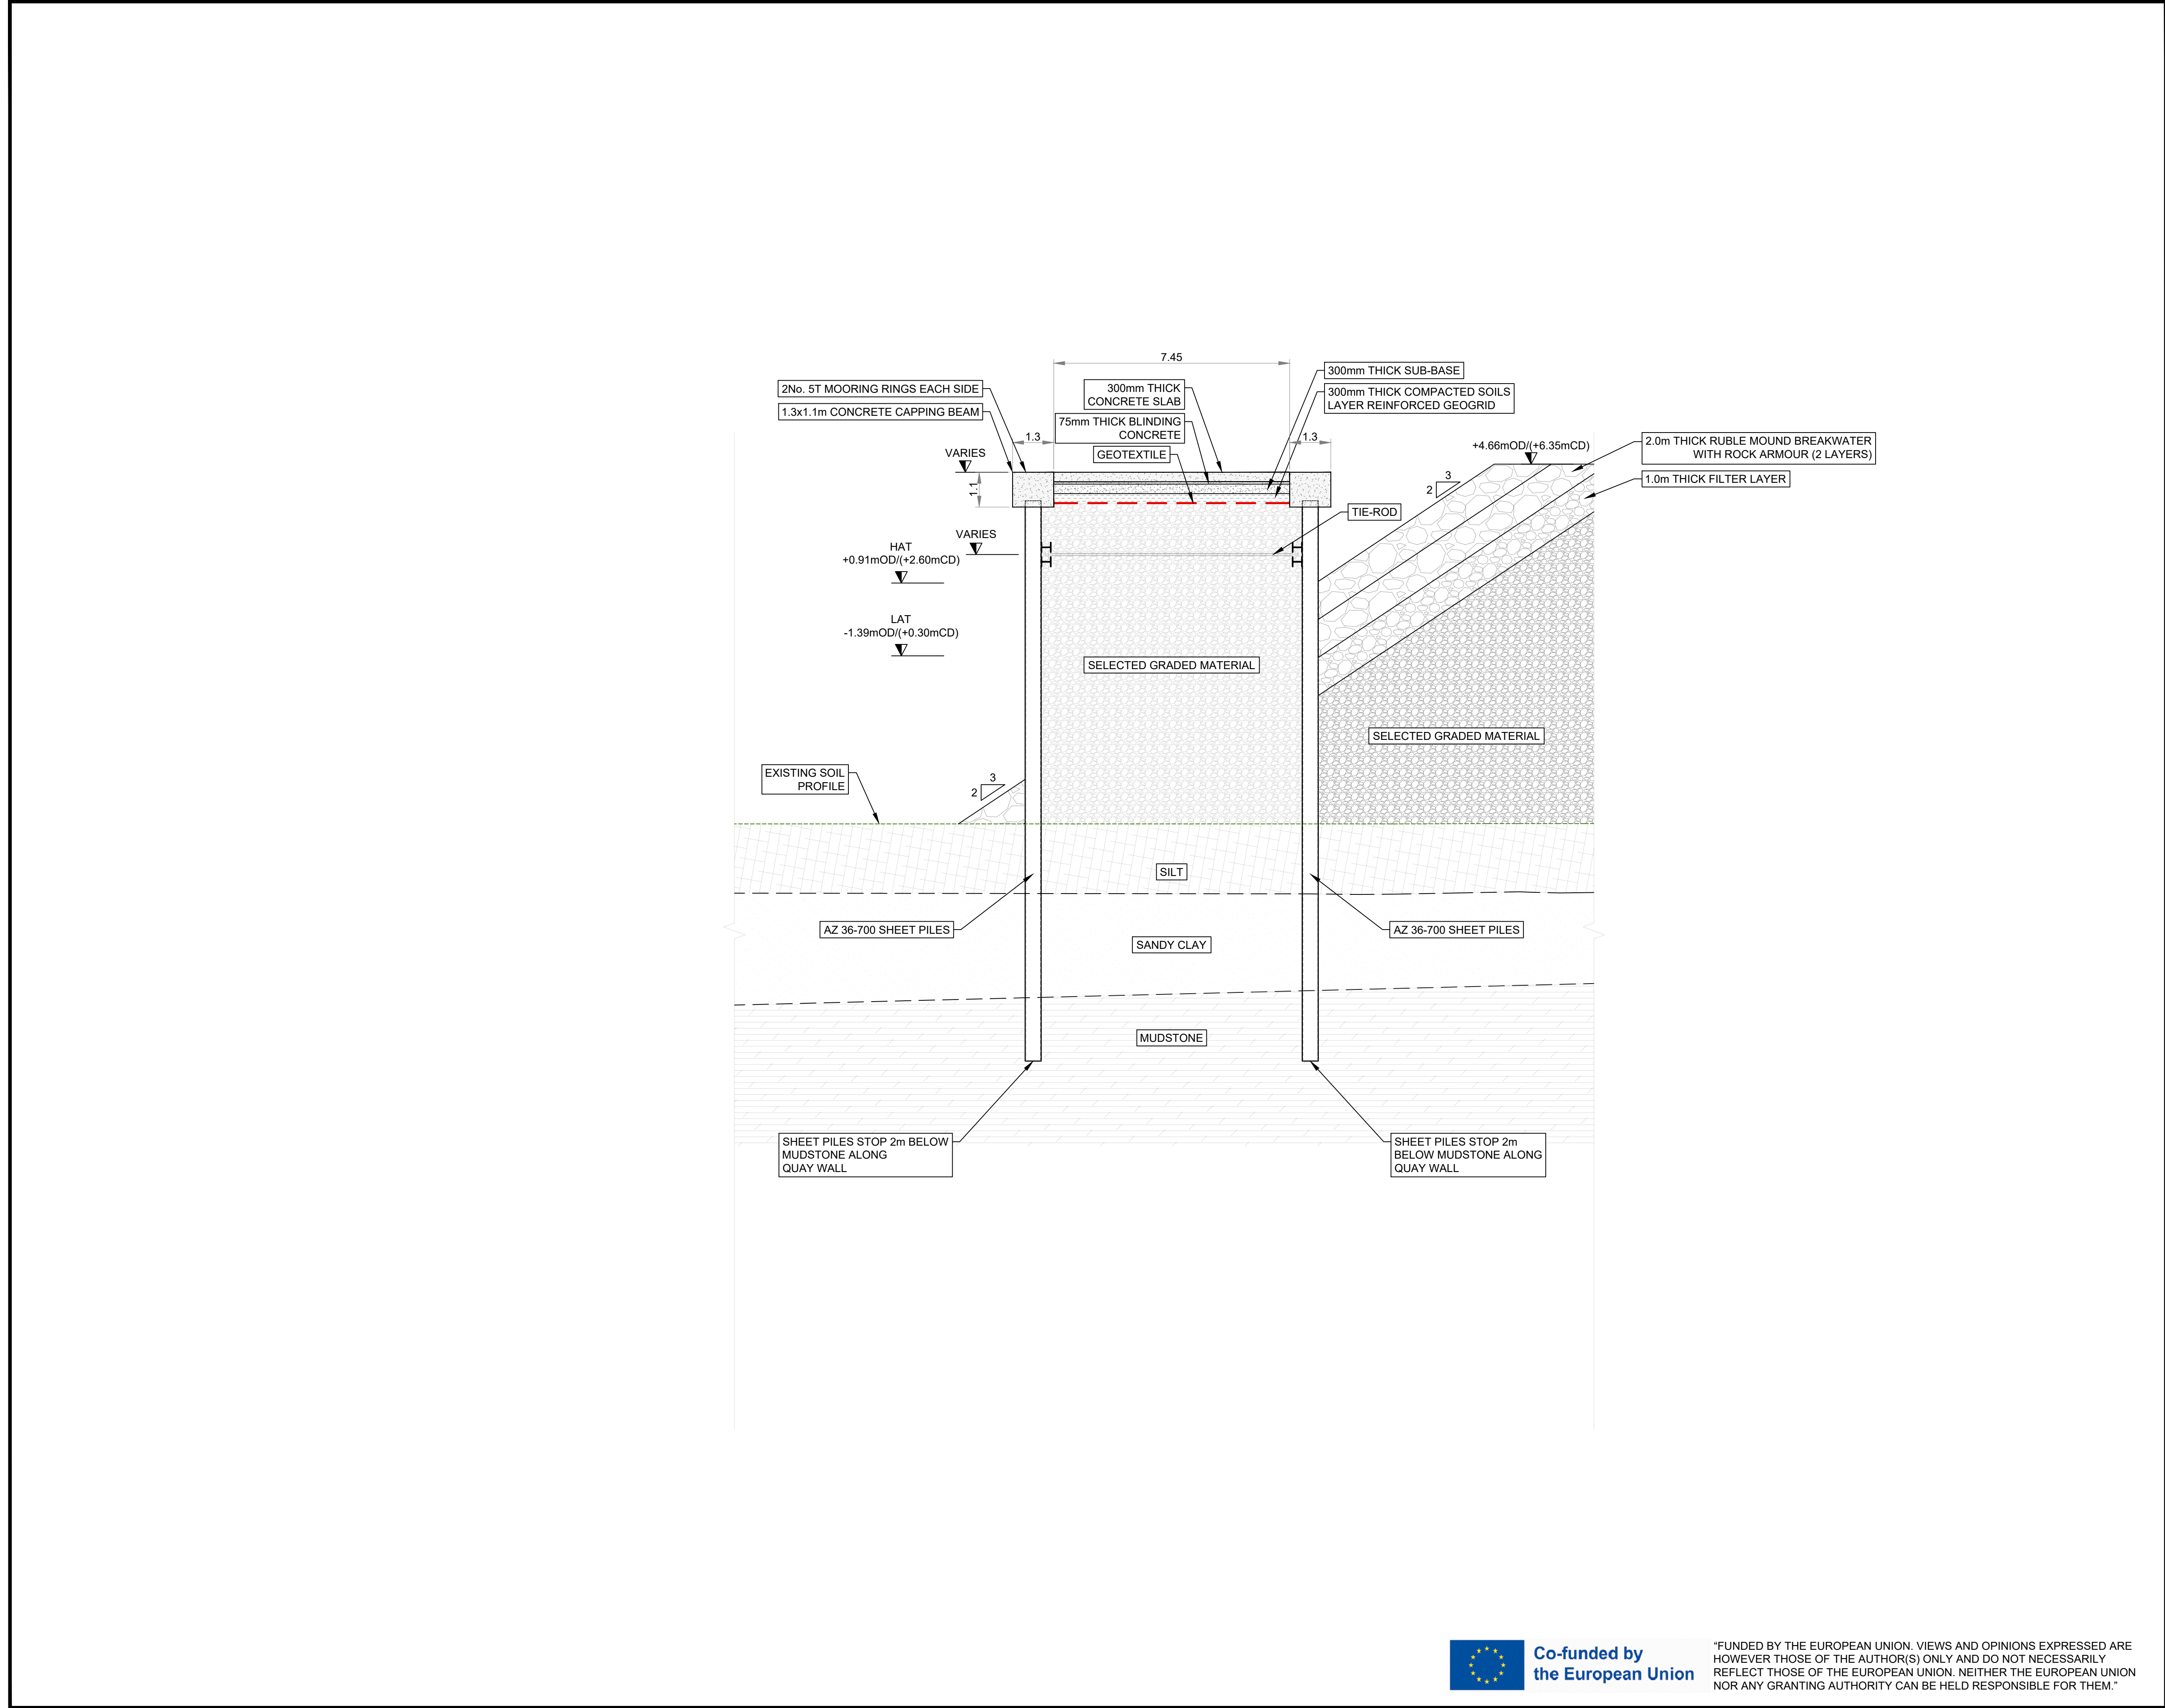 7.45
2No. 5T MOORING RINGS EACH SIDE
1.3x1.1m CONCRETE CAPPING BEAM
300mm THICK
CONCRETE SLAB
75mm THICK BLINDING
CONCRETE
GEOTEXTILE
300mm THICK SUB-BASE
300mm THICK COMPACTED SOILS
LAYER REINFORCED GEOGRID
1.3
1.3
VARIES
1.1
+4.66mOD/(+6.35mCD)
2.0m THICK RUBLE MOUND BREAKWATER
WITH ROCK ARMOUR (2 LAYERS)
1.0m THICK FILTER LAYER
3
2
TIE-ROD
VARIES
HAT
+0.91mOD/(+2.60mCD)
LAT
-1.39mOD/(+0.30mCD)
SELECTED GRADED MATERIAL
SELECTED GRADED MATERIAL
EXISTING SOIL
PROFILE
3
2
SILT
AZ 36-700 SHEET PILES
AZ 36-700 SHEET PILES
SANDY CLAY
MUDSTONE
SHEET PILES STOP 2m BELOW
MUDSTONE ALONG
QUAY WALL
SHEET PILES STOP 2m
BELOW MUDSTONE ALONG
QUAY WALL
Co-funded by
the European Union
"FUNDED BY THE EUROPEAN UNION. VIEWS AND OPINIONS EXPRESSED ARE
HOWEVER THOSE OF THE AUTHOR(S) ONLY AND DO NOT NECESSARILY
REFLECT THOSE OF THE EUROPEAN UNION. NEITHER THE EUROPEAN UNION
NOR ANY GRANTING AUTHORITY CAN BE HELD RESPONSIBLE FOR THEM."